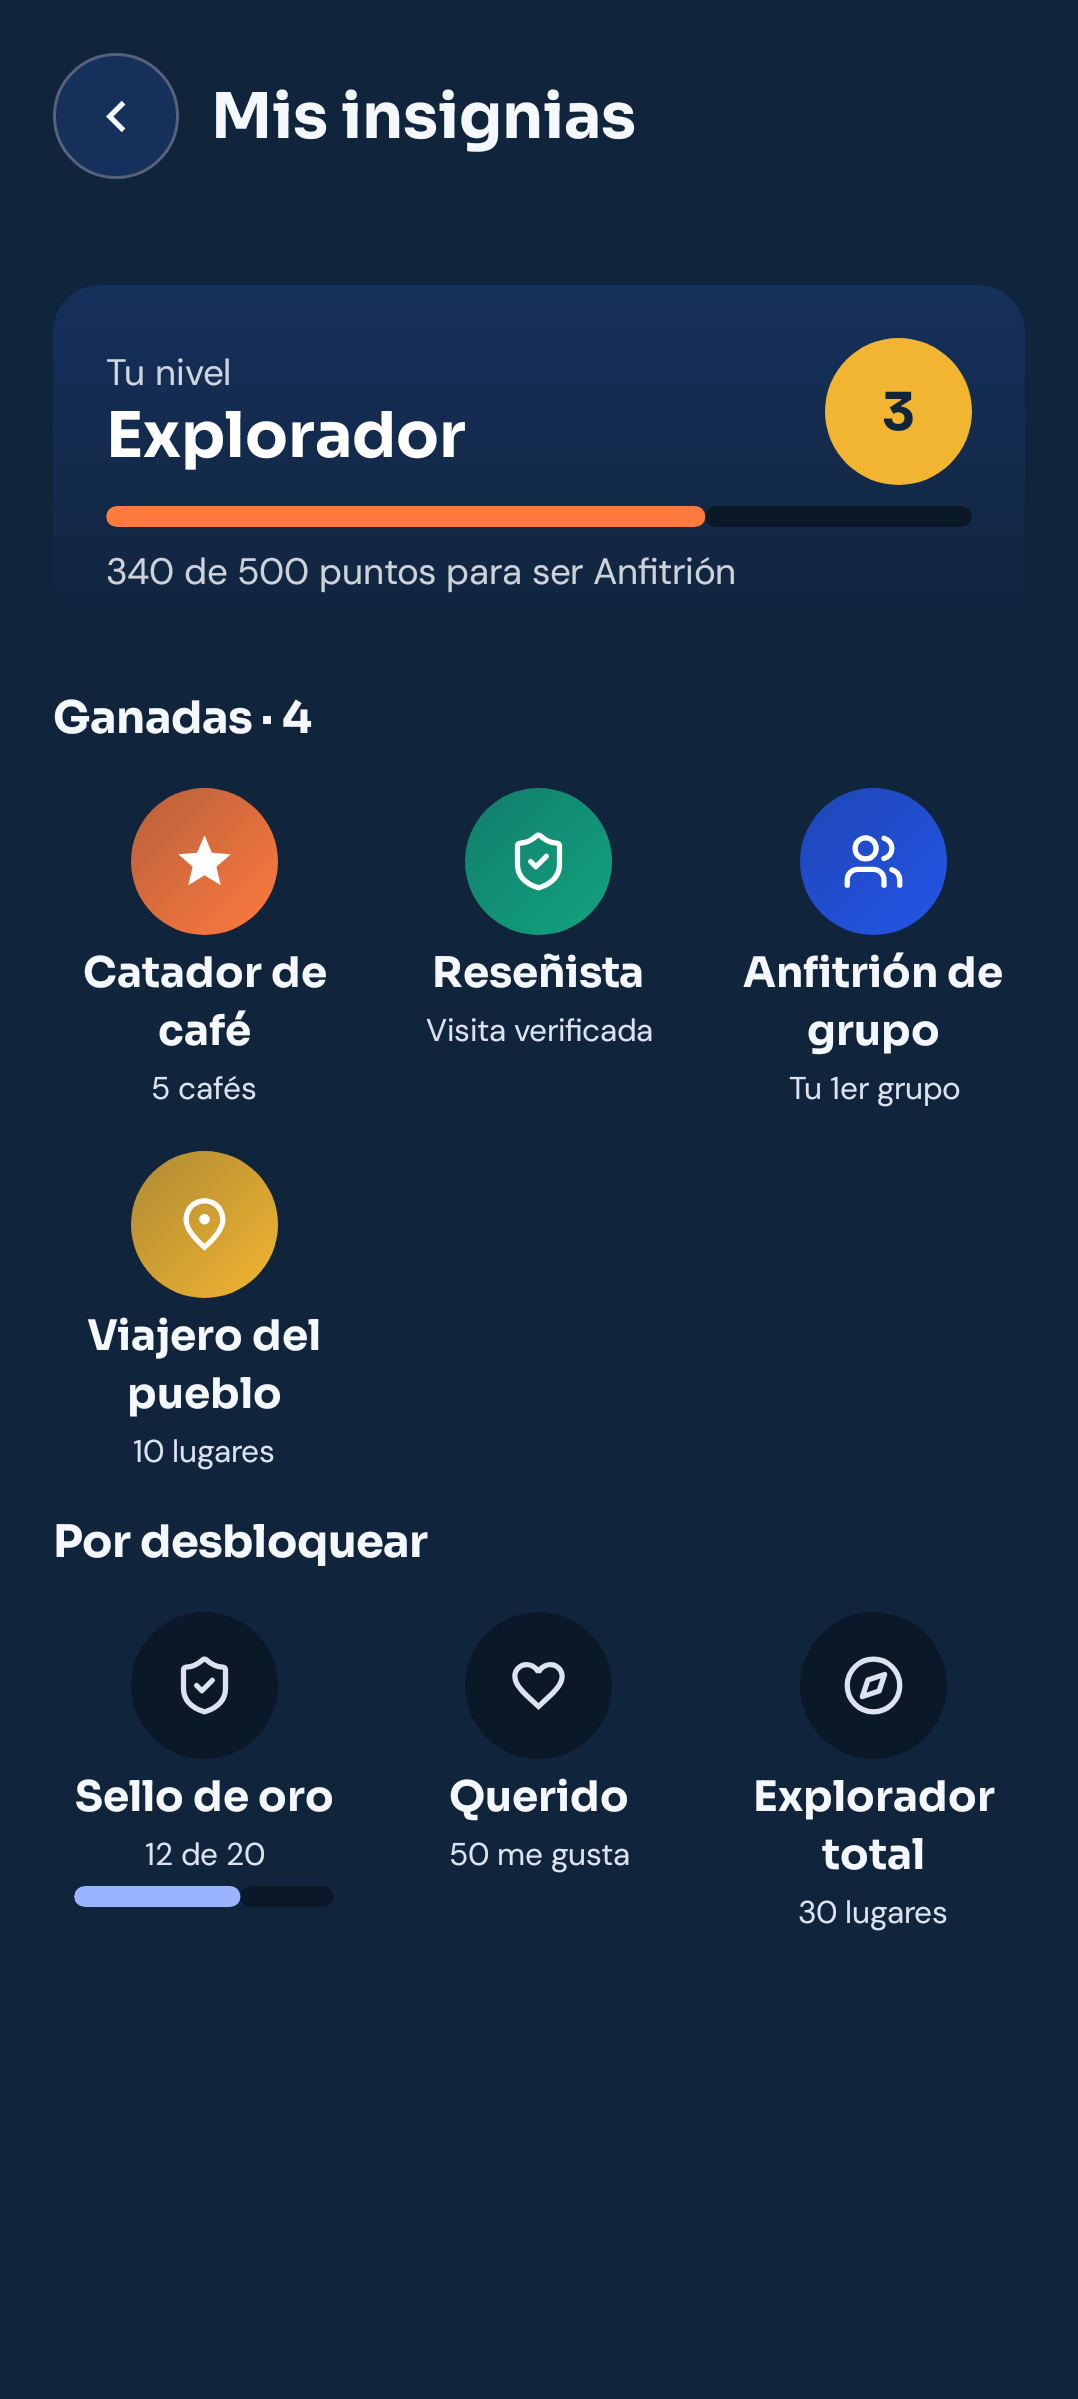 Mis insignias
Tu nivel
Explorador
3
340 de 500 puntos para ser Anfitrión
Ganadas · 4
Catador de
café
5 cafés
Reseñista
Visita verificada
Anfitrión de
grupo
Tu 1er grupo
Viajero del
pueblo
10 lugares
Por desbloquear
Sello de oro
12 de 20
Querido
50 me gusta
Explorador
total
30 lugares